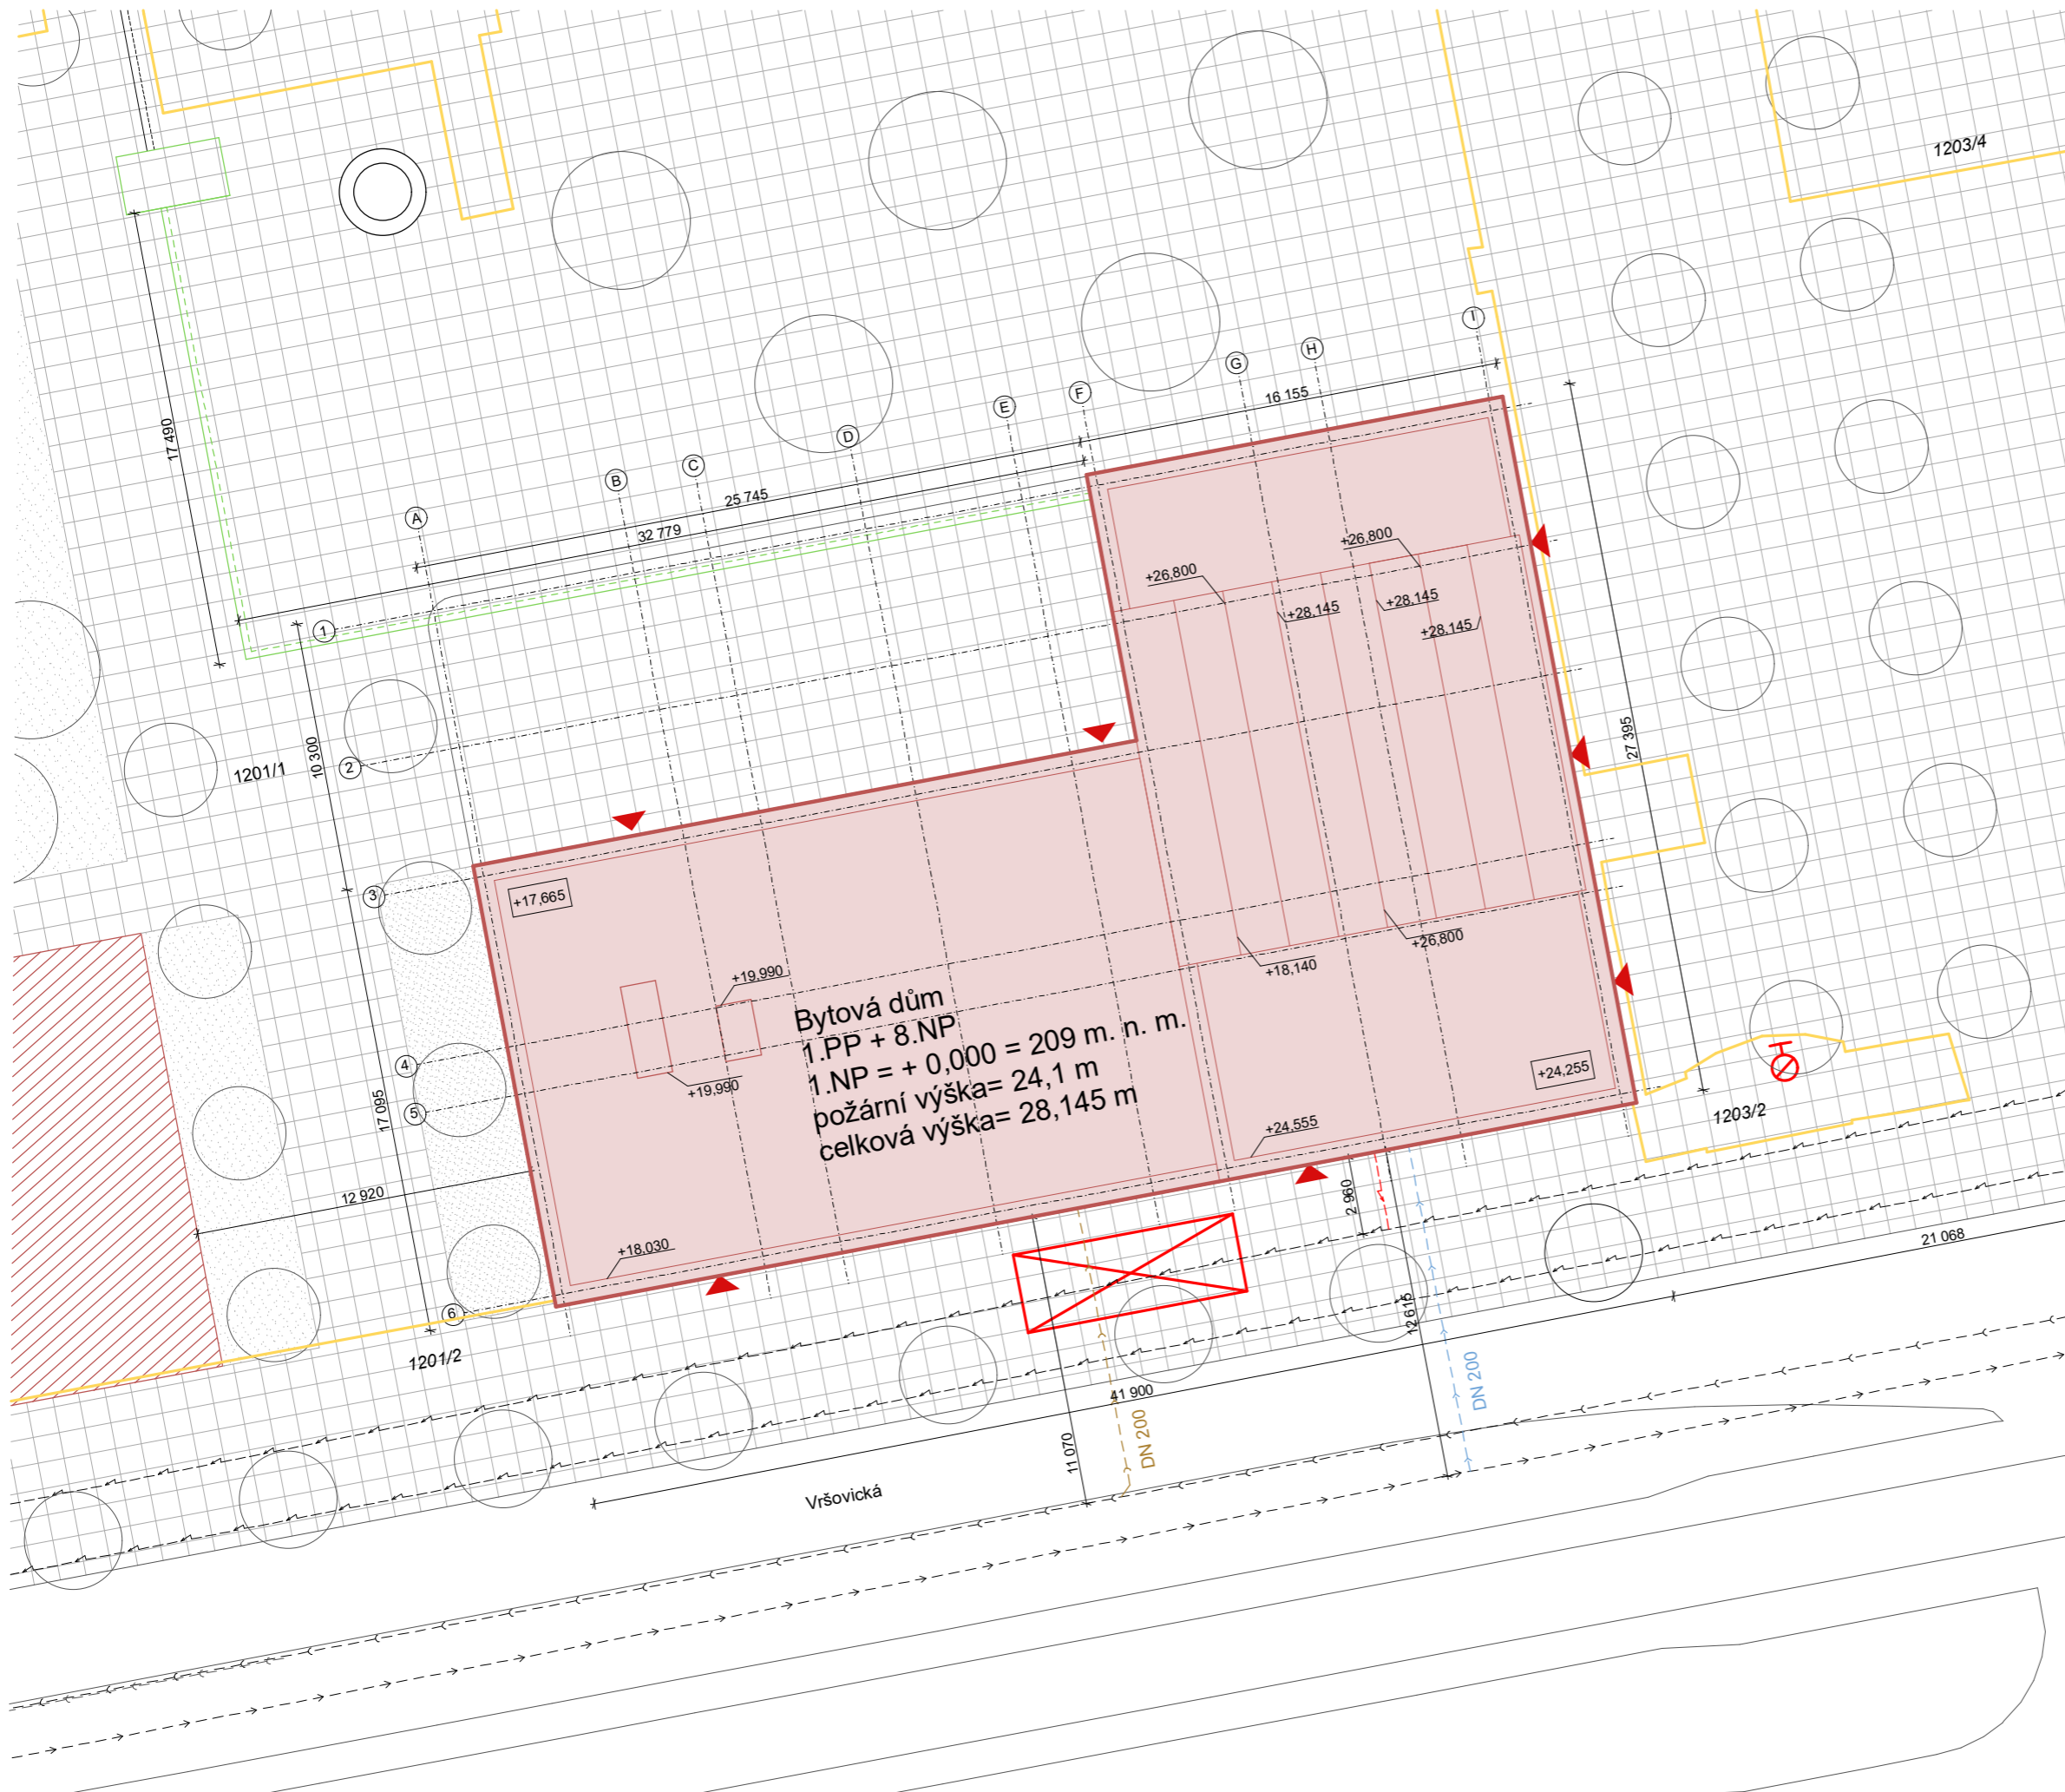 1203/4
I
H
G
F
E
D
C
B
A
16 155
25 745
32 779
17 490
27 395
10 300
17 095
1
2
3
4
5
6
1201/1
+26,800
+26,800
+28,145
+28,145
+28,145
+17,665
+19,990
+19,990
+18,140
+26,800
Bytová dům
1.PP + 8.NP
1.NP = + 0,000 = 209 m. n. m.
požární výška= 24,1 m
celková výška= 28,145 m
+24,255
+24,555
1203/2
12 920
+18,030
2 960
12 615
21 068
1201/2
41 900
11 070
DN 200
DN 200
Vršovická